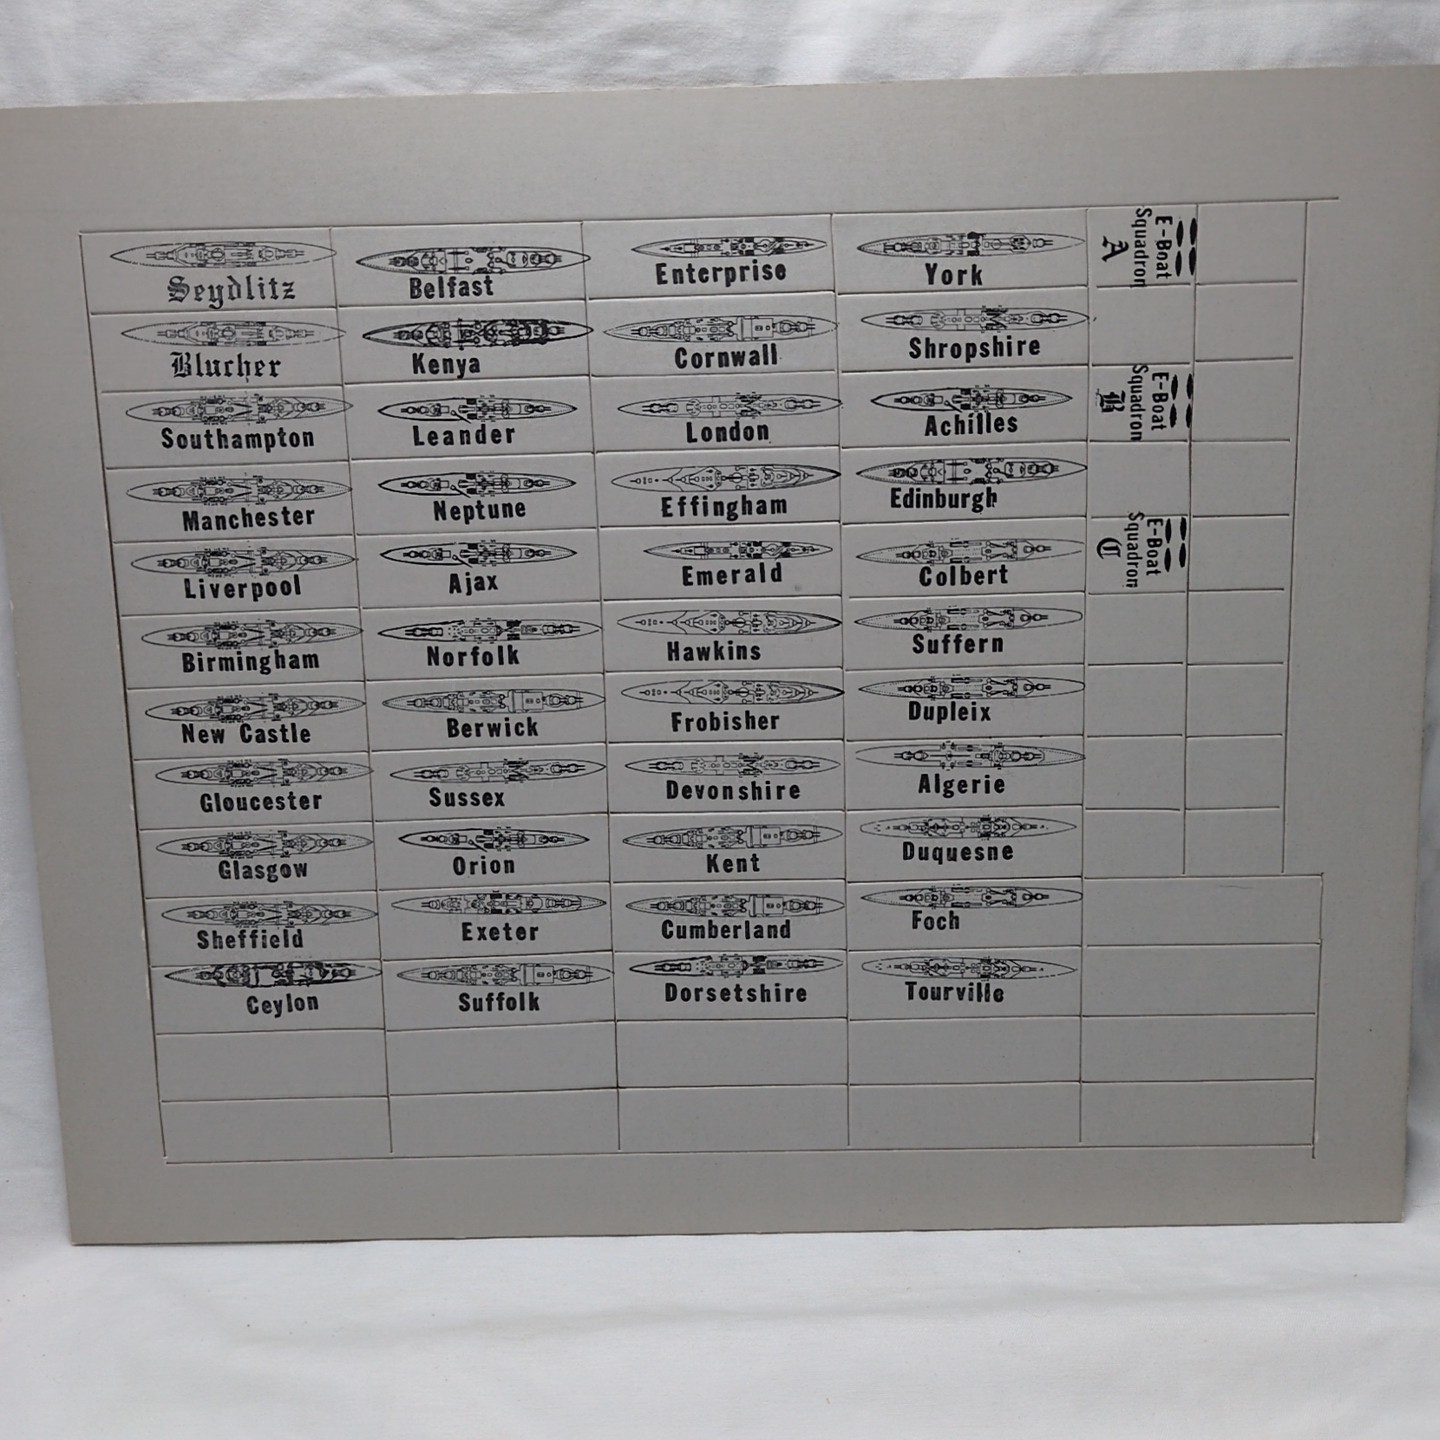 Seydlitz
Belfast
Enterprise
York
E-Boat
Squadron
A
Blucher
Kenya
Cornwall
Shropshire
Southampton
Leander
London
Achilles
E-Boat
Squadron
B
Manchester
Neptune
Effingham
Edinburgh
Liverpool
Ajax
Emerald
Colbert
E-Boat
Squadron
C
Birmingham
Norfolk
Hawkins
Suffern
New Castle
Berwick
Frobisher
Dupleix
Gloucester
Sussex
Devonshire
Algerie
Glasgow
Orion
Kent
Duquesne
Sheffield
Exeter
Cumberland
Foch
Ceylon
Suffolk
Dorsetshire
Tourville